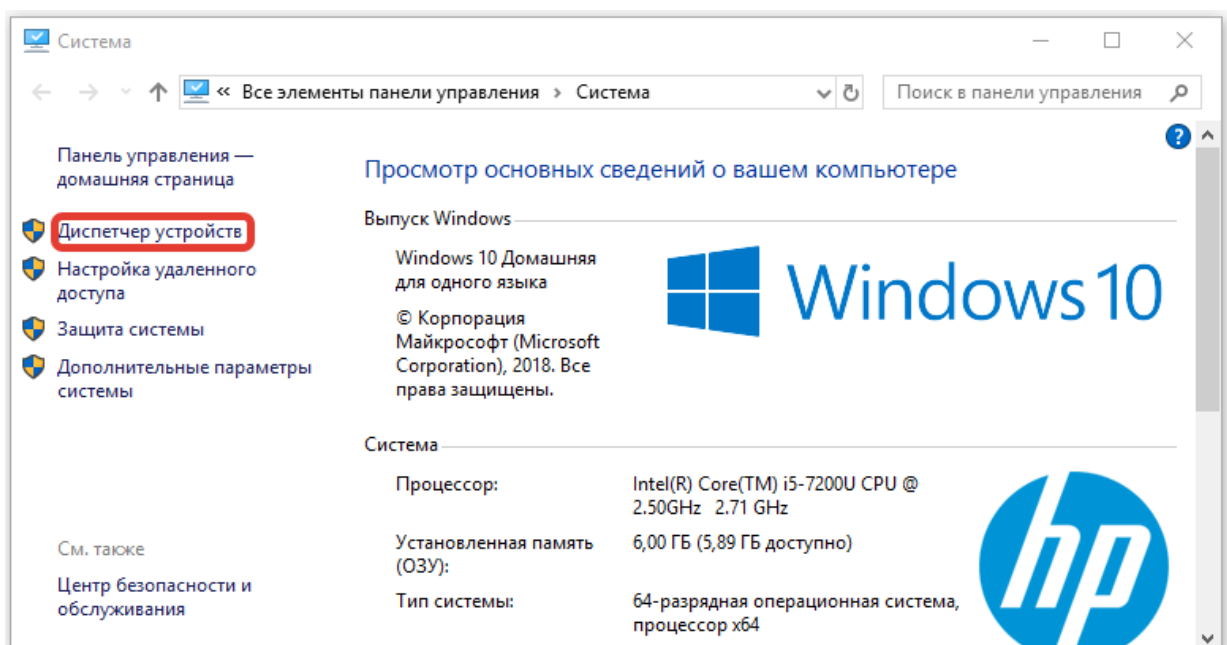 Система
« Все элементы панели управления › Система
Поиск в панели управления
?
Панель управления —
домашняя страница
Диспетчер устройств
Настройка удаленного
доступа
Защита системы
Дополнительные параметры
системы
См. также
Центр безопасности и
обслуживания
Просмотр основных сведений о вашем компьютере
Выпуск Windows
Windows 10 Домашняя
для одного языка
© Корпорация
Майкрософт (Microsoft
Corporation), 2018. Все
права защищены.
Windows 10
Система
Процессор: Intel(R) Core(TM) i5-7200U CPU @
2.50GHz 2.71 GHz
Установленная память 6,00 ГБ (5,89 ГБ доступно)
(ОЗУ):
Тип системы: 64-разрядная операционная система,
процессор x64
hp